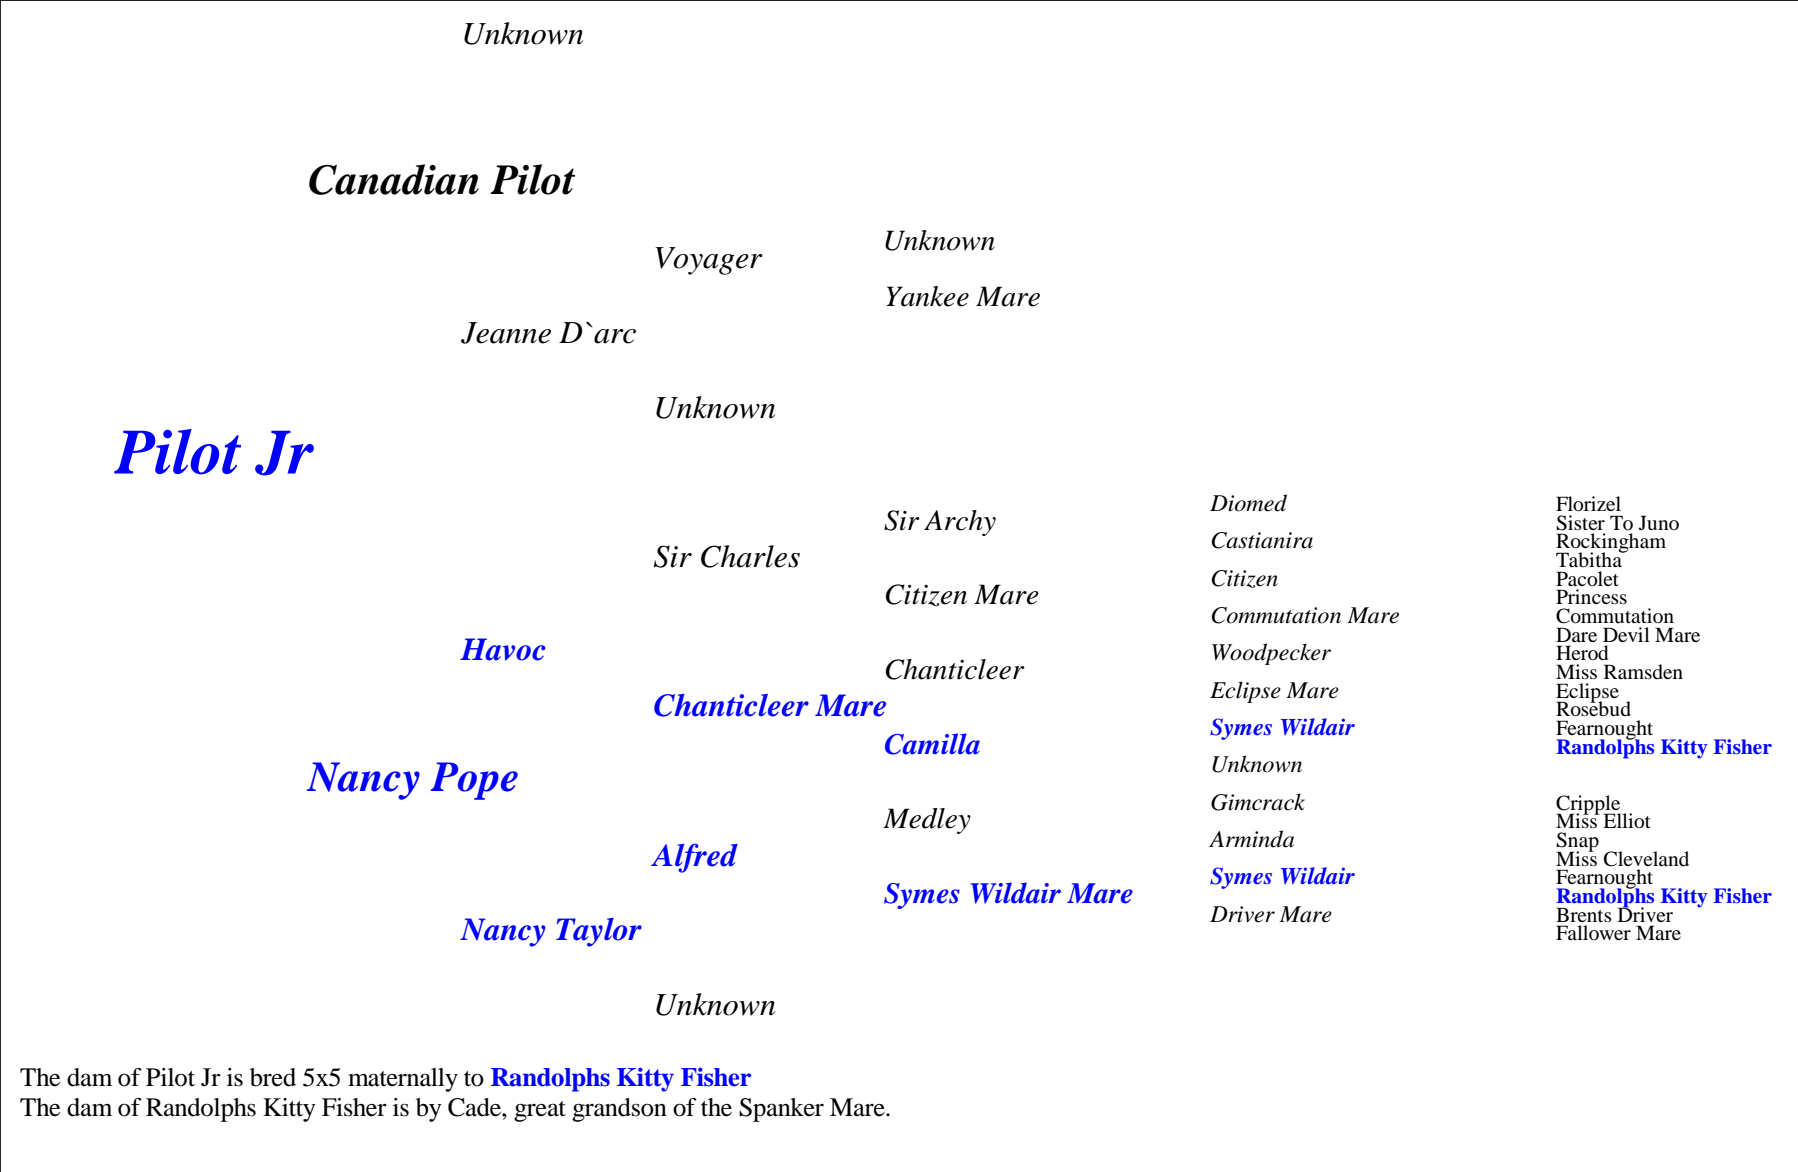 Unknown
Canadian Pilot
Unknown
Voyager
Yankee Mare
Jeanne D`arc
Unknown
Pilot Jr
Diomed
Florizel
Sir Archy
Sister To Juno
Castianira
Rockingham
Sir Charles
Tabitha
Citizen
Pacolet
Citizen Mare
Princess
Commutation Mare
Commutation
Dare Devil Mare
Havoc
Woodpecker
Herod
Chanticleer
Miss Ramsden
Eclipse Mare
Eclipse
Chanticleer Mare
Rosebud
Symes Wildair
Fearnought
Camilla
Randolphs Kitty Fisher
Unknown
Nancy Pope
Gimcrack
Cripple
Medley
Miss Elliot
Arminda
Snap
Alfred
Miss Cleveland
Symes Wildair
Fearnought
Symes Wildair Mare
Randolphs Kitty Fisher
Driver Mare
Brents Driver
Nancy Taylor
Fallower Mare
Unknown
The dam of Pilot Jr is bred 5x5 maternally to Randolphs Kitty Fisher
The dam of Randolphs Kitty Fisher is by Cade, great grandson of the Spanker Mare.